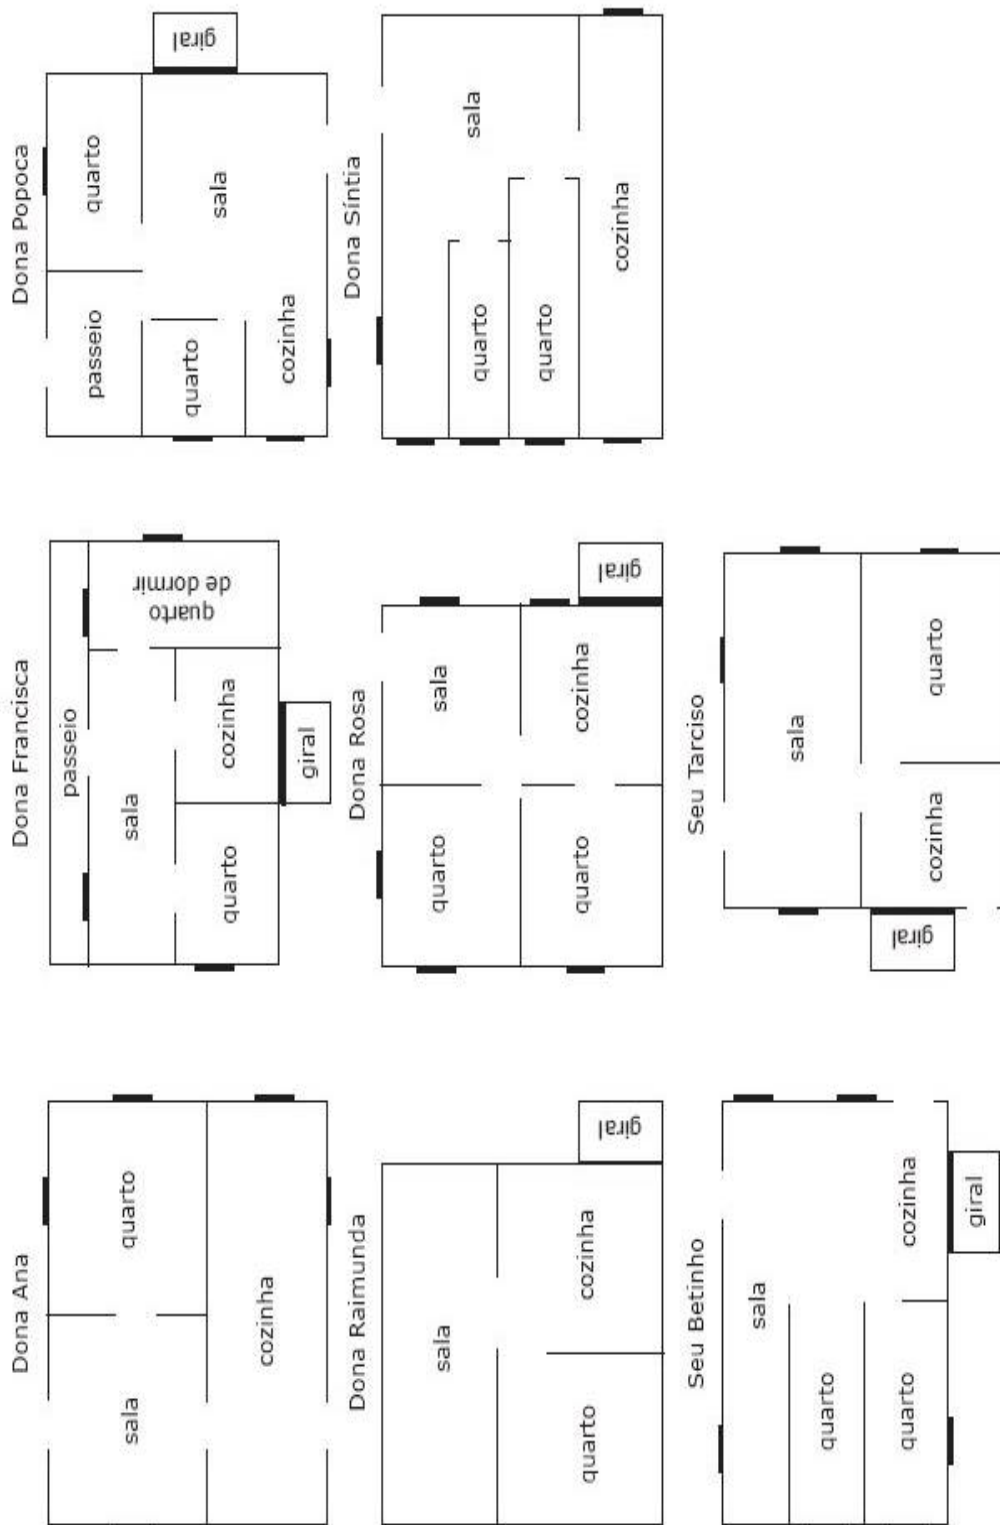 Dona Ana
sala
quarto
cozinha
Dona Francisca
passeio
sala
quarto
de dormir
quarto
cozinha
giral
Dona Popoca
passeio
quarto
giral
quarto
sala
cozinha
Dona Raimunda
sala
quarto
cozinha
giral
Dona Rosa
quarto
sala
quarto
cozinha
giral
Dona Síntia
sala
quarto
quarto
cozinha
Seu Betinho
sala
quarto
quarto
cozinha
giral
Seu Tarciso
sala
giral
cozinha
quarto